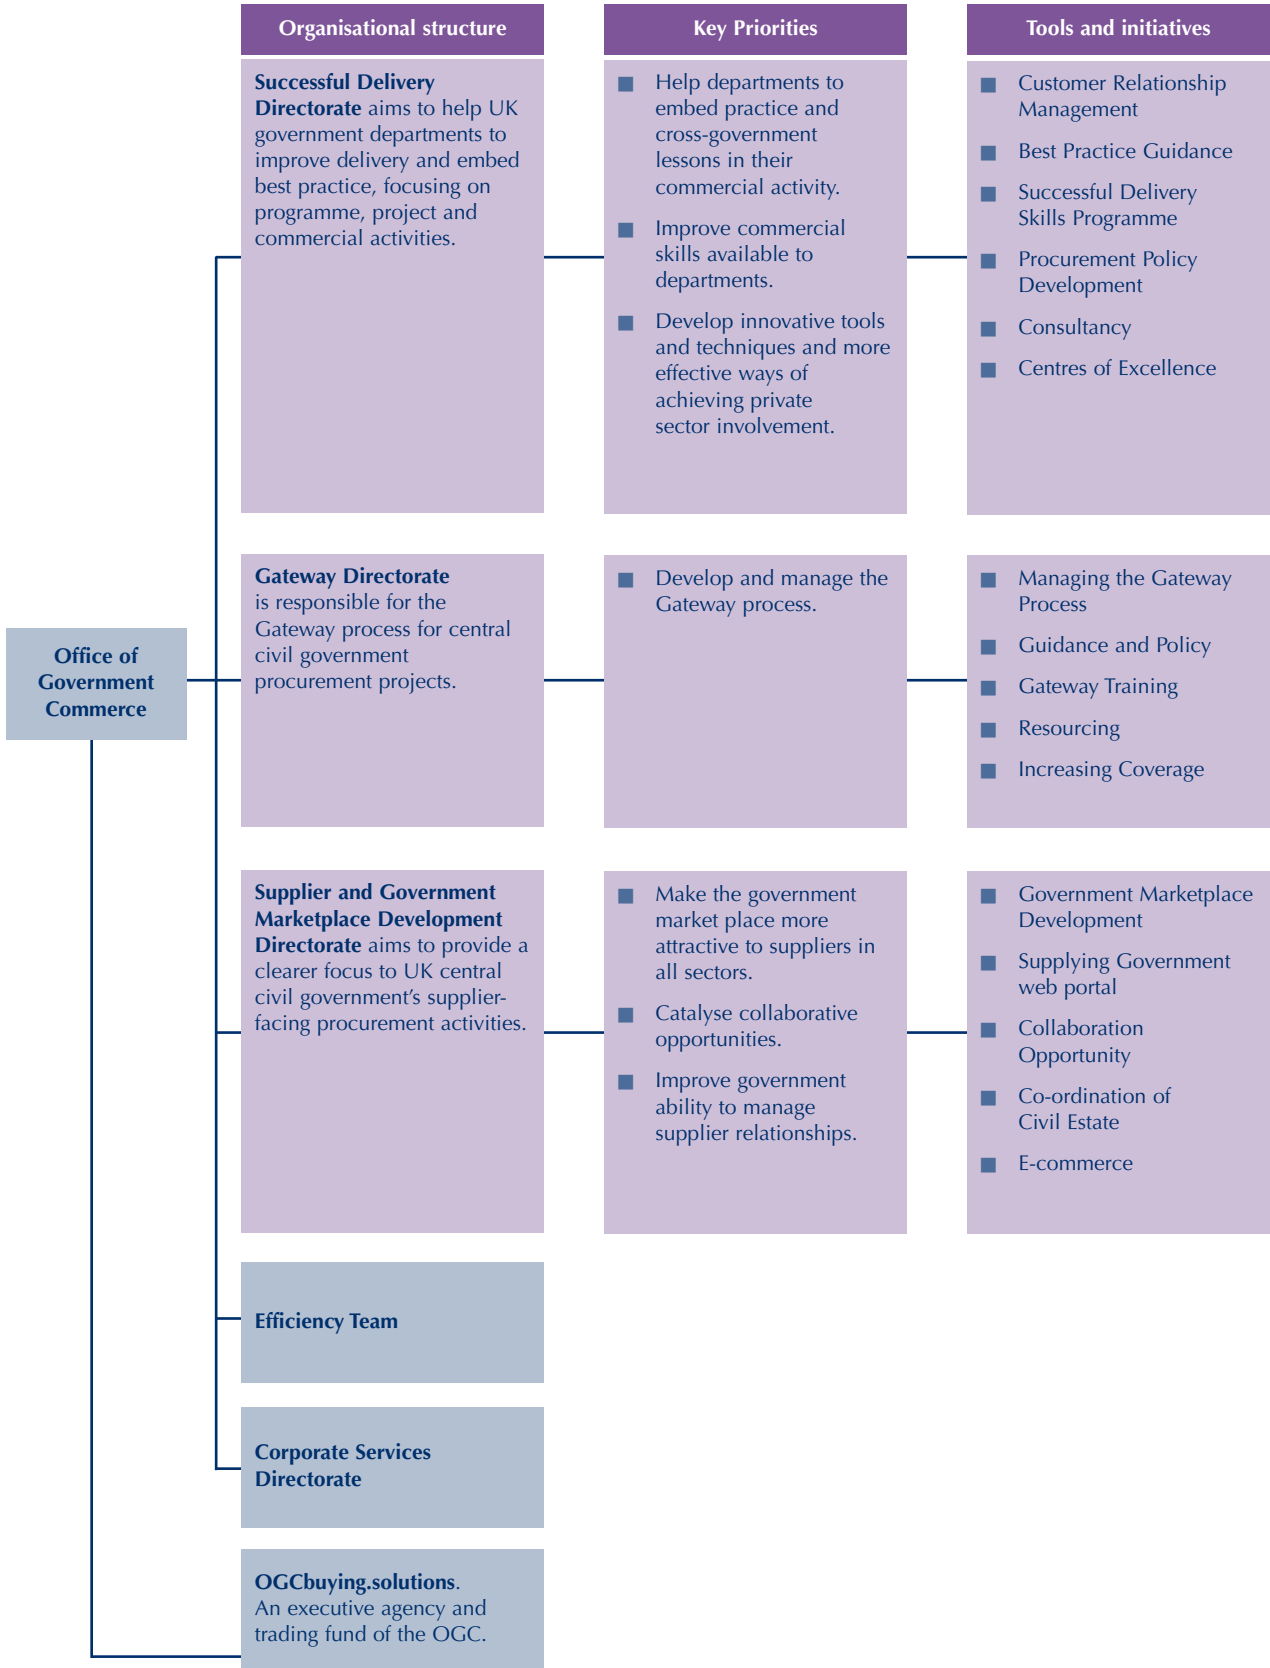 Organisational structure
Key Priorities
Tools and initiatives
Successful Delivery
Directorate aims to help UK
government departments to
improve delivery and embed
best practice, focusing on
programme, project and
commercial activities.
Help departments to
embed practice and
cross-government
lessons in their
commercial activity.
Improve commercial
skills available to
departments.
Develop innovative tools
and techniques and more
effective ways of
achieving private
sector involvement.
Customer Relationship
Management
Best Practice Guidance
Successful Delivery
Skills Programme
Procurement Policy
Development
Consultancy
Centres of Excellence
Office of
Government
Commerce
Gateway Directorate
is responsible for the
Gateway process for central
civil government
procurement projects.
Develop and manage the
Gateway process.
Managing the Gateway
Process
Guidance and Policy
Gateway Training
Resourcing
Increasing Coverage
Supplier and Government
Marketplace Development
Directorate aims to provide a
clearer focus to UK central
civil government's supplier-
facing procurement activities.
Make the government
market place more
attractive to suppliers in
all sectors.
Catalyse collaborative
opportunities.
Improve government
ability to manage
supplier relationships.
Government Marketplace
Development
Supplying Government
web portal
Collaboration
Opportunity
Co-ordination of
Civil Estate
E-commerce
Efficiency Team
Corporate Services
Directorate
OGCbuying.solutions.
An executive agency and
trading fund of the OGC.